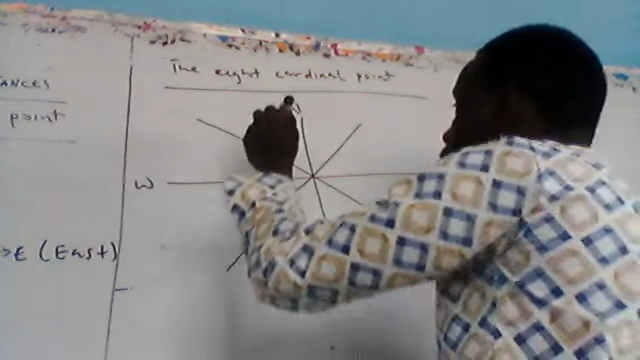 ANCES
point
→E (East)
The eight cardinal point
N
W